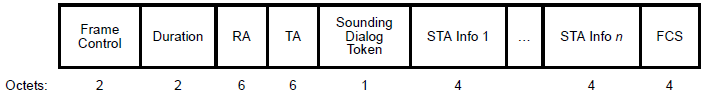 Frame Control
Duration
RA
TA
Sounding Dialog Token
STA Info 1
...
STA Info n
FCS
Octets: 2 2 6 6 1 4 4 4